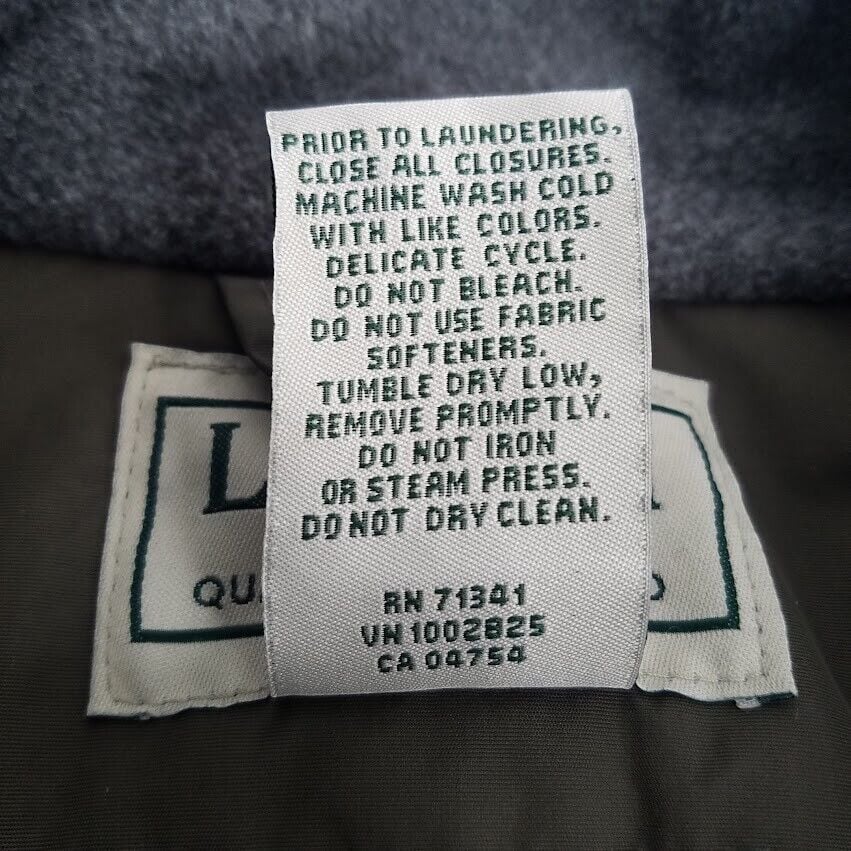 PRIOR TO LAUNDERING,
CLOSE ALL CLOSURES.
MACHINE WASH COLD
WITH LIKE COLORS.
DELICATE CYCLE.
DO NOT BLEACH.
DO NOT USE FABRIC
SOFTENERS.
TUMBLE DRY LOW,
REMOVE PROMPTLY.
DO NOT IRON
OR STEAM PRESS.
DO NOT DRY CLEAN.
RN 71341
VN 1002825
CA 04754
L
QU